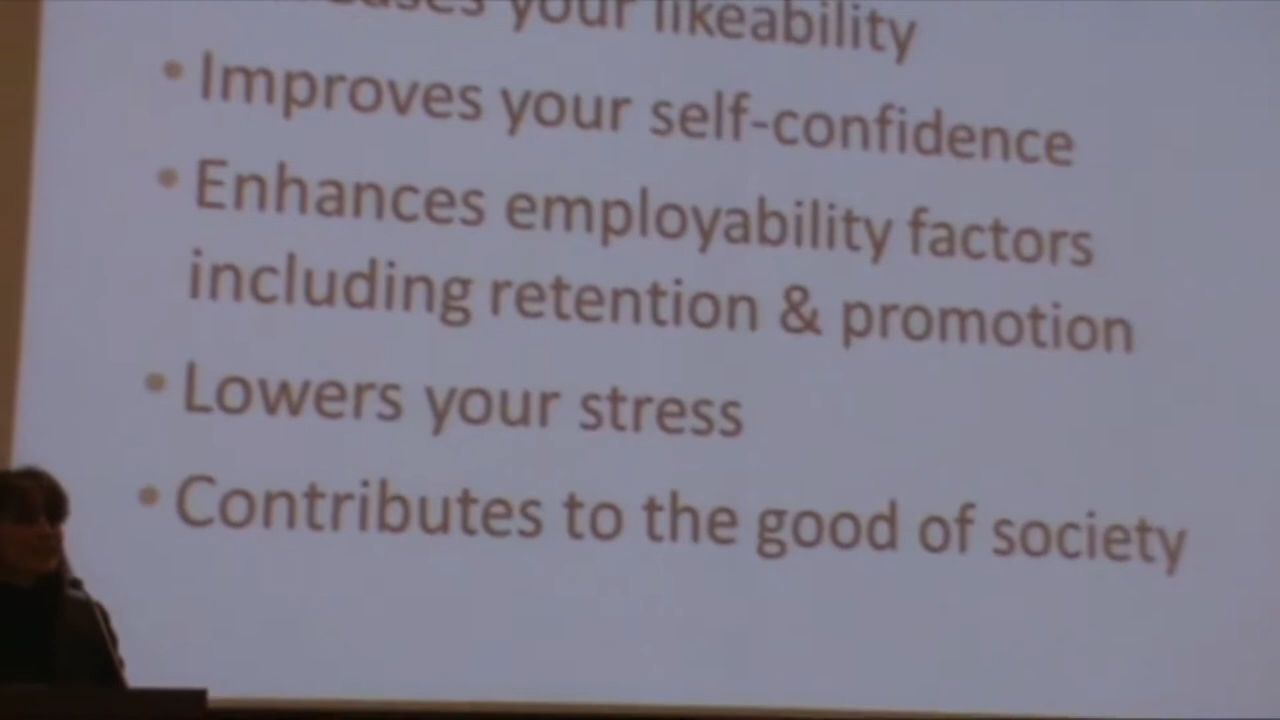 your likeability
• Improves your self-confidence
• Enhances employability factors
including retention & promotion
• Lowers your stress
• Contributes to the good of society